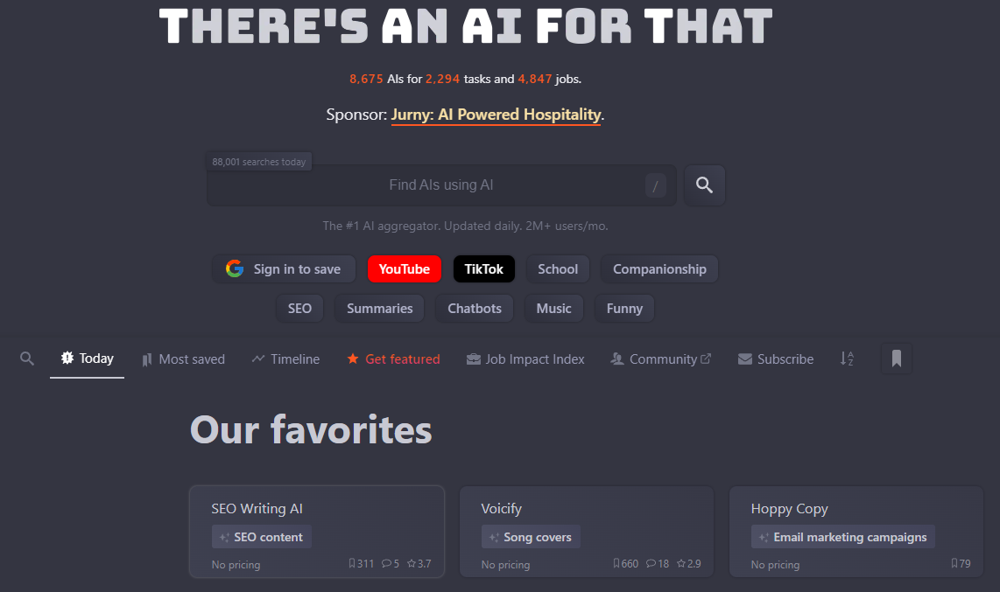 THERE'S AN AI FOR THAT
8,675 AIs for 2,294 tasks and 4,847 jobs.
Sponsor: Jurny: AI Powered Hospitality.
88,001 searches today
Find AIs using AI /
The #1 AI aggregator. Updated daily. 2M+ users/mo.
Sign in to save YouTube TikTok School Companionship
SEO Summaries Chatbots Music Funny
Today Most saved Timeline Get featured Job Impact Index Community Subscribe A Z
Our favorites
SEO Writing AI Voicify Hoppy Copy
SEO content Song covers Email marketing campaigns
No pricing 311 5 3.7 No pricing 660 18 2.9 No pricing 79